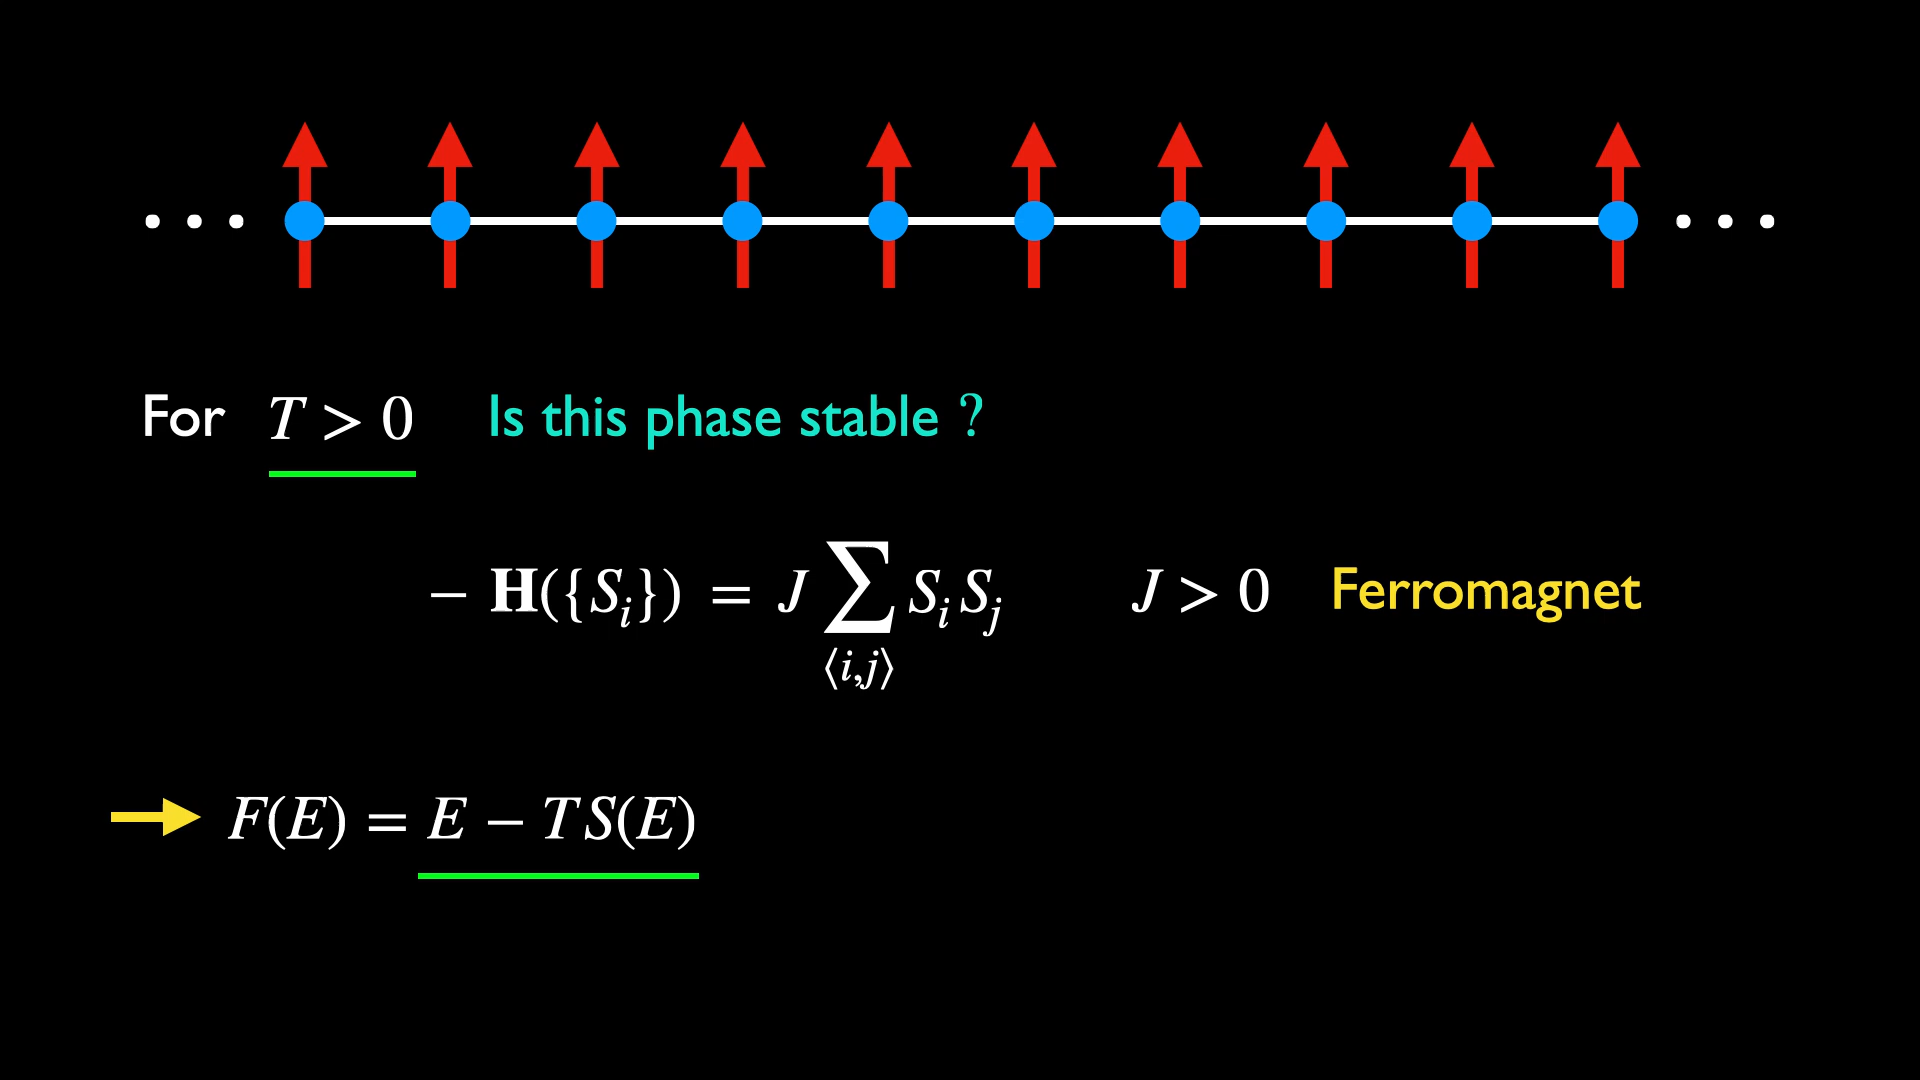 · · · · · ·
For T > 0 Is this phase stable ?
− H({S_i}) = J ∑_{⟨i,j⟩} S_i S_j J > 0 Ferromagnet
F(E) = E − TS(E)